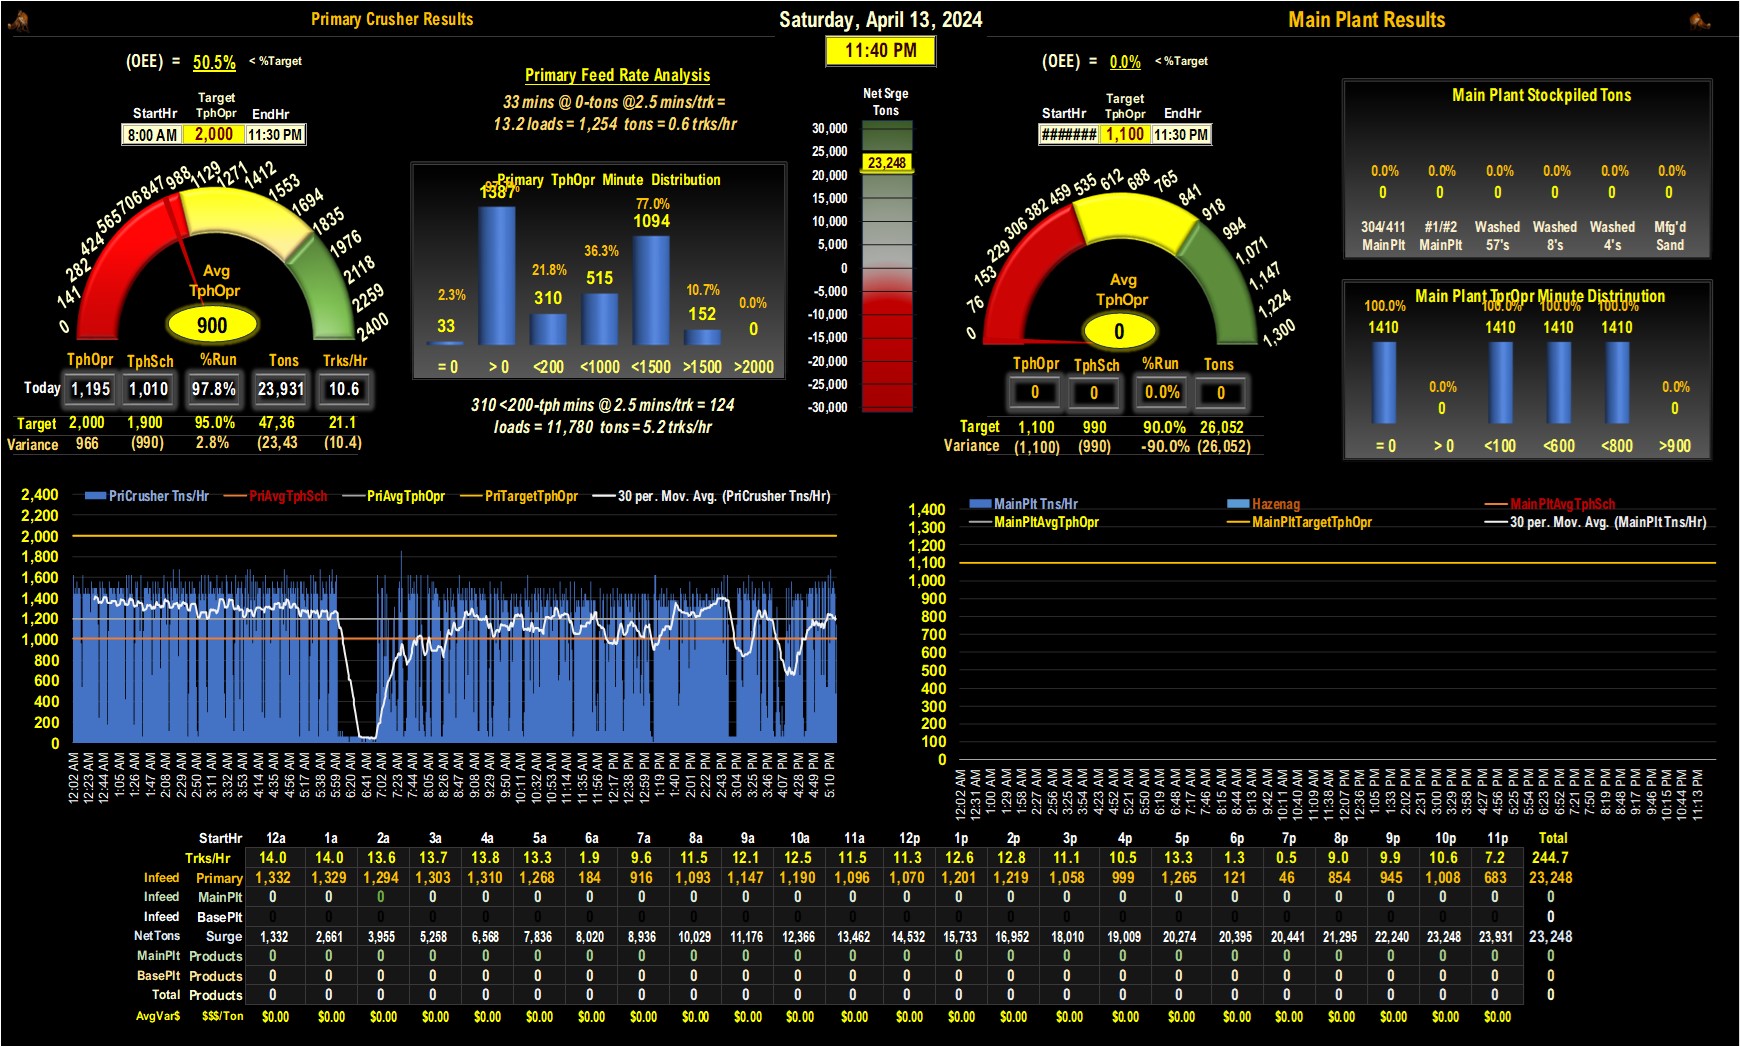 Primary Crusher Results
Saturday, April 13, 2024
Main Plant Results
11:40 PM
(OEE) = 50.5% < %Target
Target
StartHr TphOpr EndHr
8:00 AM 2,000 11:30 PM
0 141 282 424 565 706 847 988 1129 1271 1412 1553 1694 1835 1976 2118 2259 2400
Avg
TphOpr
900
TphOpr TphSch %Run Tons Trks/Hr
Today 1,195 1,010 97.8% 23,931 10.6
Target 2,000 1,900 95.0% 47,36 21.1
Variance 966 (990) 2.8% (23,43 (10.4)
Primary Feed Rate Analysis
33 mins @ 0-tons @2.5 mins/trk =
13.2 loads = 1,254 tons = 0.6 trks/hr
Primary TphOpr Minute Distribution
2.3% 21.8% 36.3% 77.0% 10.7% 0.0%
33 1387 310 515 1094 152 0
= 0 > 0 <200 <1000 <1500 >1500 >2000
310 <200-tph mins @ 2.5 mins/trk = 124
loads = 11,780 tons = 5.2 trks/hr
Net Srge
Tons
30,000
25,000
23,248
20,000
15,000
10,000
5,000
0
-5,000
-10,000
-15,000
-20,000
-25,000
-30,000
(OEE) = 0.0% < %Target
Target
StartHr TphOpr EndHr
####### 1,100 11:30 PM
0 76 153 229 306 382 459 535 612 688 765 841 918 994 1,071 1,147 1,224 1,300
Avg
TphOpr
0
TphOpr TphSch %Run Tons
0 0 0.0% 0
Target 1,100 990 90.0% 26,052
Variance (1,100) (990) -90.0% (26,052)
Main Plant Stockpiled Tons
0.0% 0.0% 0.0% 0.0% 0.0% 0.0%
0 0 0 0 0 0
304/411 #1/#2 Washed Washed Washed Mfg'd
MainPlt MainPlt 57's 8's 4's Sand
Main Plant TprOpr Minute Distrinution
100.0% 0.0% 100.0% 100.0% 100.0% 0.0%
1410 0 1410 1410 1410 0
= 0 > 0 <100 <600 <800 >900
PriCrusher Tns/Hr PriAvgTphSch PriAvgTphOpr PriTargetTphOpr 30 per. Mov. Avg. (PriCrusher Tns/Hr)
2,400
2,200
2,000
1,800
1,600
1,400
1,200
1,000
800
600
400
200
0
12:02 AM 12:23 AM 12:44 AM 1:05 AM 1:26 AM 1:47 AM 2:08 AM 2:29 AM 2:50 AM 3:11 AM 3:32 AM 3:53 AM 4:14 AM 4:35 AM 4:56 AM 5:17 AM 5:38 AM 5:59 AM 6:20 AM 6:41 AM 7:02 AM 7:23 AM 7:44 AM 8:05 AM 8:26 AM 8:47 AM 9:08 AM 9:29 AM 9:50 AM 10:11 AM 10:32 AM 10:53 AM 11:14 AM 11:35 AM 11:56 AM 12:17 PM 12:38 PM 12:59 PM 1:19 PM 1:40 PM 2:01 PM 2:22 PM 2:43 PM 3:04 PM 3:25 PM 3:46 PM 4:07 PM 4:28 PM 4:49 PM 5:10 PM
MainPlt Tns/Hr Hazenag MainPltAvgTphSch
MainPltAvgTphOpr MainPltTargetTphOpr 30 per. Mov. Avg. (MainPlt Tns/Hr)
1,400
1,300
1,200
1,100
1,000
900
800
700
600
500
400
300
200
100
0
12:02 AM 12:31 AM 1:00 AM 1:29 AM 1:58 AM 2:27 AM 2:56 AM 3:25 AM 3:54 AM 4:23 AM 4:52 AM 5:21 AM 5:50 AM 6:19 AM 6:48 AM 7:17 AM 7:46 AM 8:15 AM 8:44 AM 9:13 AM 9:42 AM 10:11 AM 10:40 AM 11:09 AM 11:38 AM 12:07 PM 12:36 PM 1:05 PM 1:33 PM 2:02 PM 2:31 PM 3:00 PM 3:29 PM 3:58 PM 4:27 PM 4:56 PM 5:25 PM 5:54 PM 6:23 PM 6:52 PM 7:21 PM 7:50 PM 8:19 PM 8:48 PM 9:17 PM 9:46 PM 10:15 PM 10:44 PM 11:13 PM
StartHr 12a 1a 2a 3a 4a 5a 6a 7a 8a 9a 10a 11a 12p 1p 2p 3p 4p 5p 6p 7p 8p 9p 10p 11p Total
Trks/Hr 14.0 14.0 13.6 13.7 13.8 13.3 1.9 9.6 11.5 12.1 12.5 11.5 11.3 12.6 12.8 11.1 10.5 13.3 1.3 0.5 9.0 9.9 10.6 7.2 244.7
Infeed Primary 1,332 1,329 1,294 1,303 1,310 1,268 184 916 1,093 1,147 1,190 1,096 1,070 1,201 1,219 1,058 999 1,265 121 46 854 945 1,008 683 23,248
Infeed MainPlt 0 0 0 0 0 0 0 0 0 0 0 0 0 0 0 0 0 0 0 0 0 0 0 0 0
Infeed BasePlt 0 0 0 0 0 0 0 0 0 0 0 0 0 0 0 0 0 0 0 0 0 0 0 0 0
NetTons Surge 1,332 2,661 3,955 5,258 6,568 7,836 8,020 8,936 10,029 11,176 12,366 13,462 14,532 15,733 16,952 18,010 19,009 20,274 20,395 20,441 21,295 22,240 23,248 23,931 23,248
MainPlt Products 0 0 0 0 0 0 0 0 0 0 0 0 0 0 0 0 0 0 0 0 0 0 0 0 0
BasePlt Products 0 0 0 0 0 0 0 0 0 0 0 0 0 0 0 0 0 0 0 0 0 0 0 0 0
Total Products 0 0 0 0 0 0 0 0 0 0 0 0 0 0 0 0 0 0 0 0 0 0 0 0 0
AvgVar$ $$$/Ton $0.00 $0.00 $0.00 $0.00 $0.00 $0.00 $0.00 $0.00 $0.00 $0.00 $0.00 $0.00 $0.00 $0.00 $0.00 $0.00 $0.00 $0.00 $0.00 $0.00 $0.00 $0.00 $0.00 $0.00